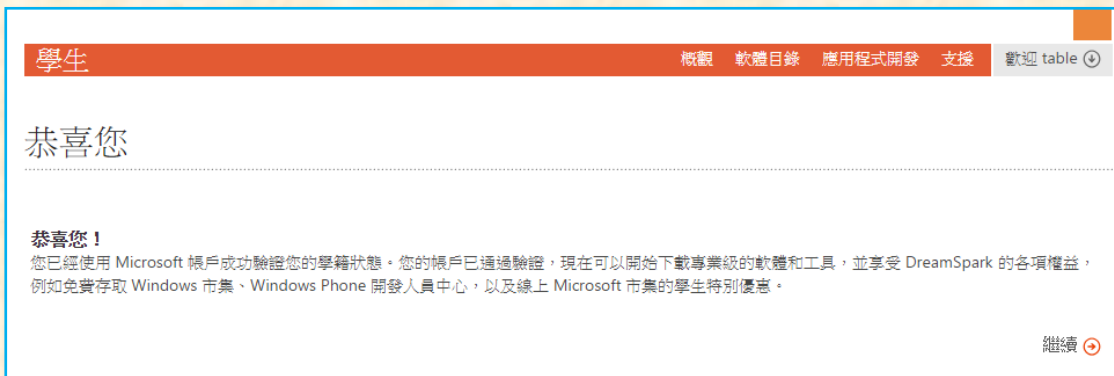 學生 概觀 軟體目錄 應用程式開發 支援 歡迎 table
恭喜您
恭喜您！
您已經使用 Microsoft 帳戶成功驗證您的學籍狀態。您的帳戶已通過驗證，現在可以開始下載專業級的軟體和工具，並享受 DreamSpark 的各項權益，
例如免費存取 Windows 市集、Windows Phone 開發人員中心，以及線上 Microsoft 市集的學生特別優惠。
繼續